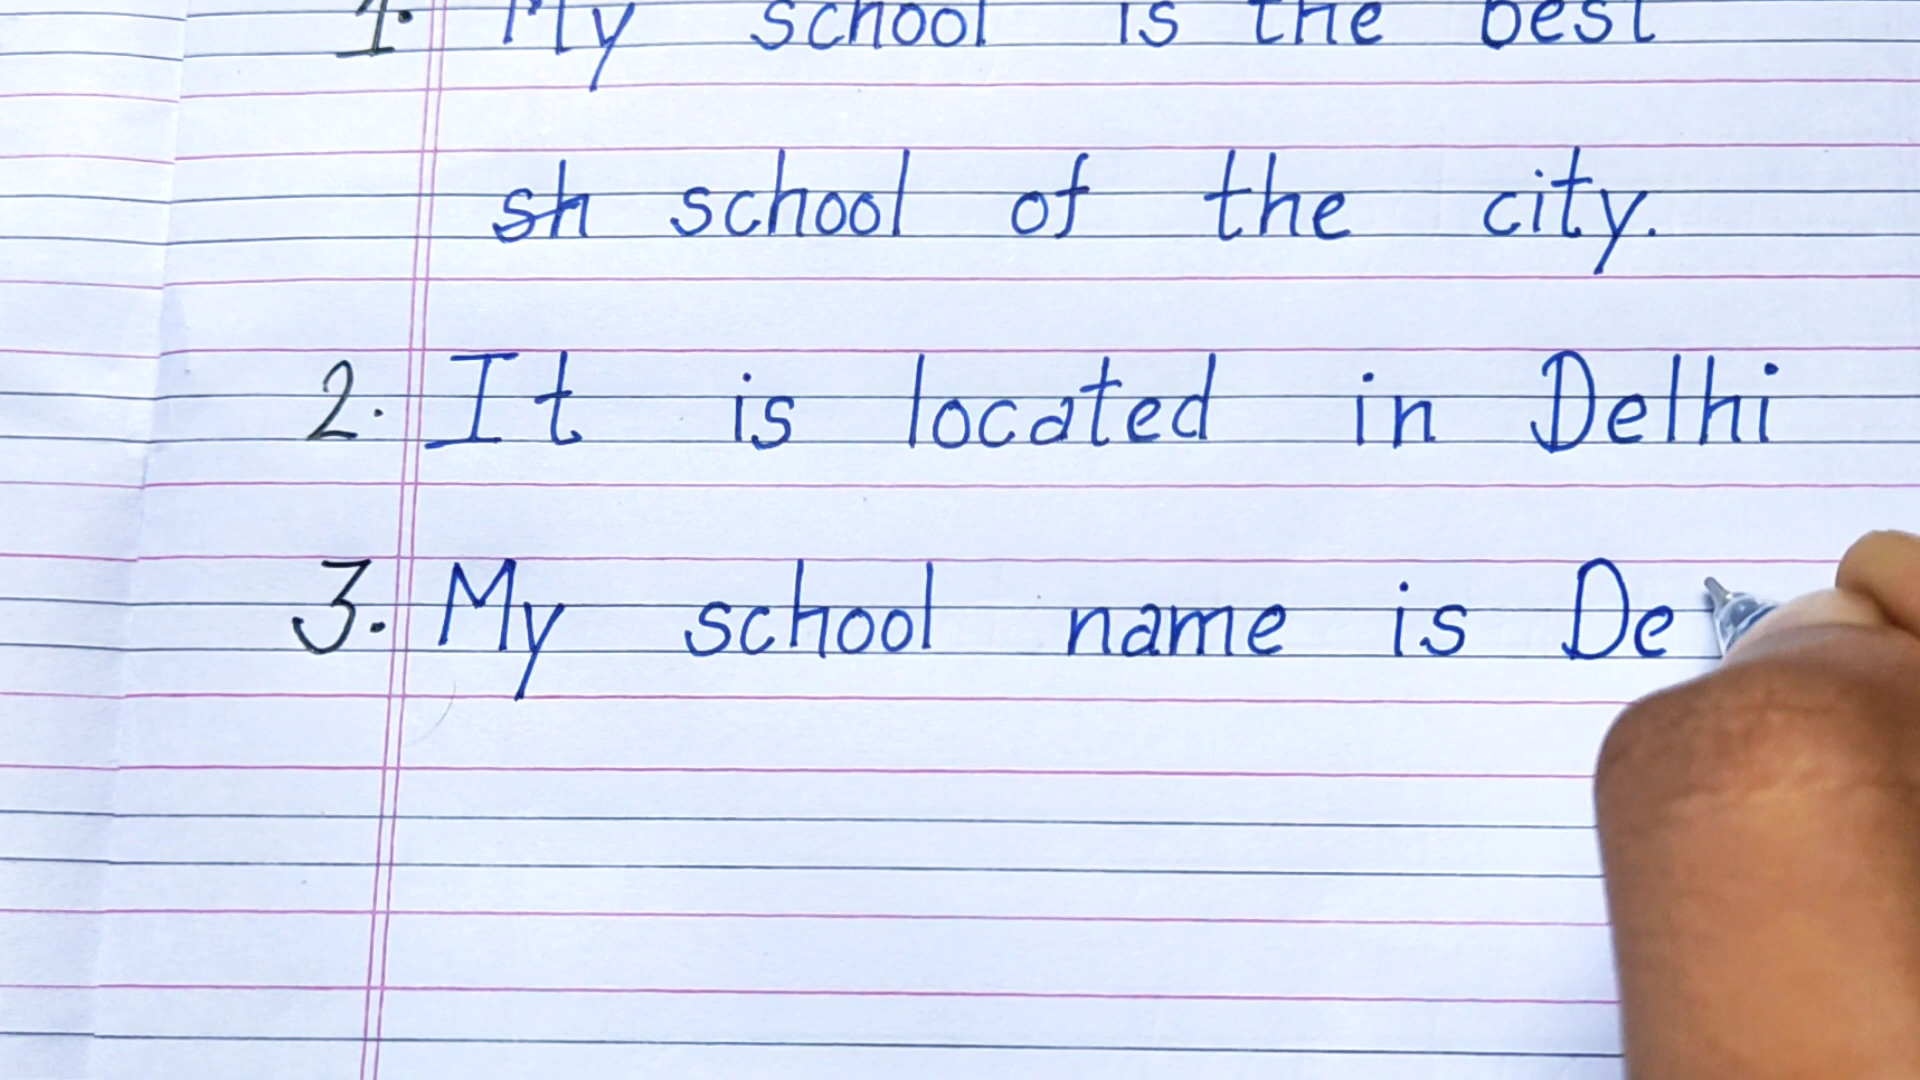 1. My school is the best
sh school of the city.
2. It is located in Delhi
3. My school name is De